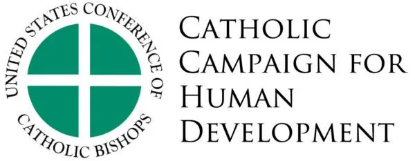 UNITED STATES CONFERENCE OF
CATHOLIC BISHOPS
CATHOLIC
CAMPAIGN FOR
HUMAN
DEVELOPMENT